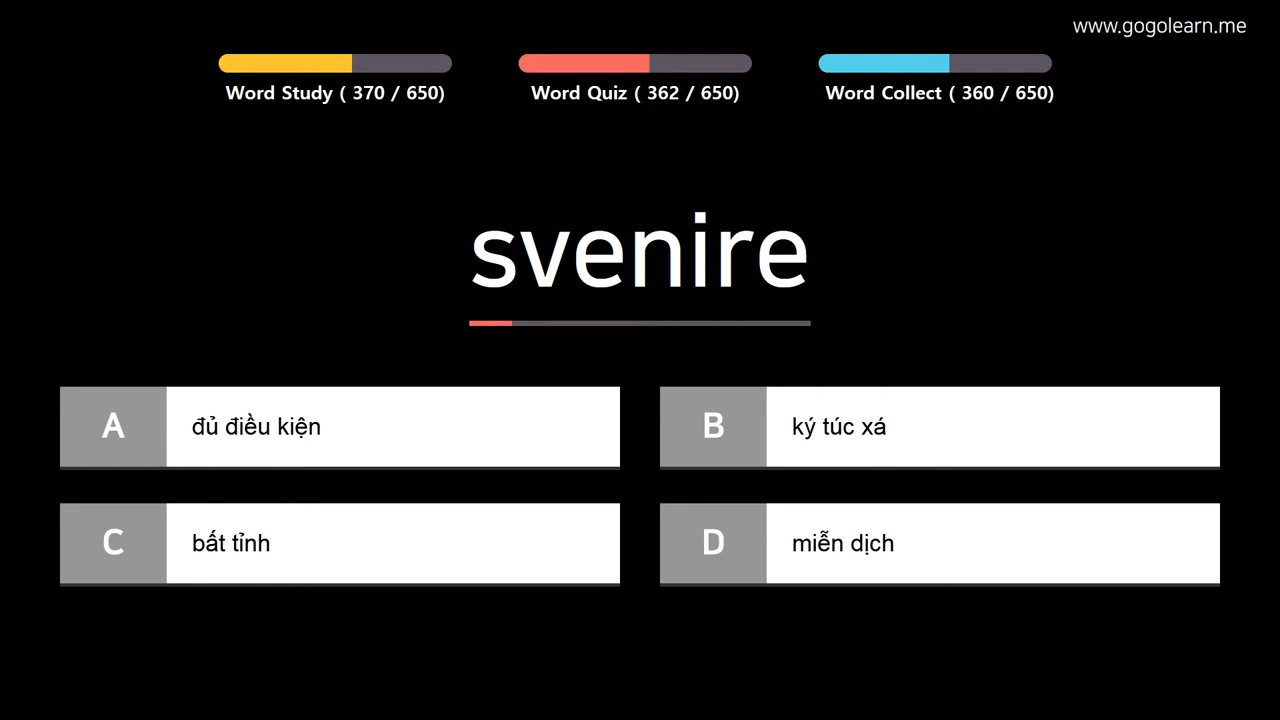 www.gogolearn.me
Word Study ( 370 / 650)
Word Quiz ( 362 / 650)
Word Collect ( 360 / 650)
svenire
A đủ điều kiện
B ký túc xá
C bất tỉnh
D miễn dịch